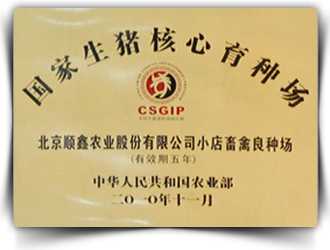 国家生猪核心育种场
CSGIP
北京顺鑫农业股份有限公司小店畜禽良种场
(有效期五年)
中华人民共和国农业部
二〇一〇年十一月